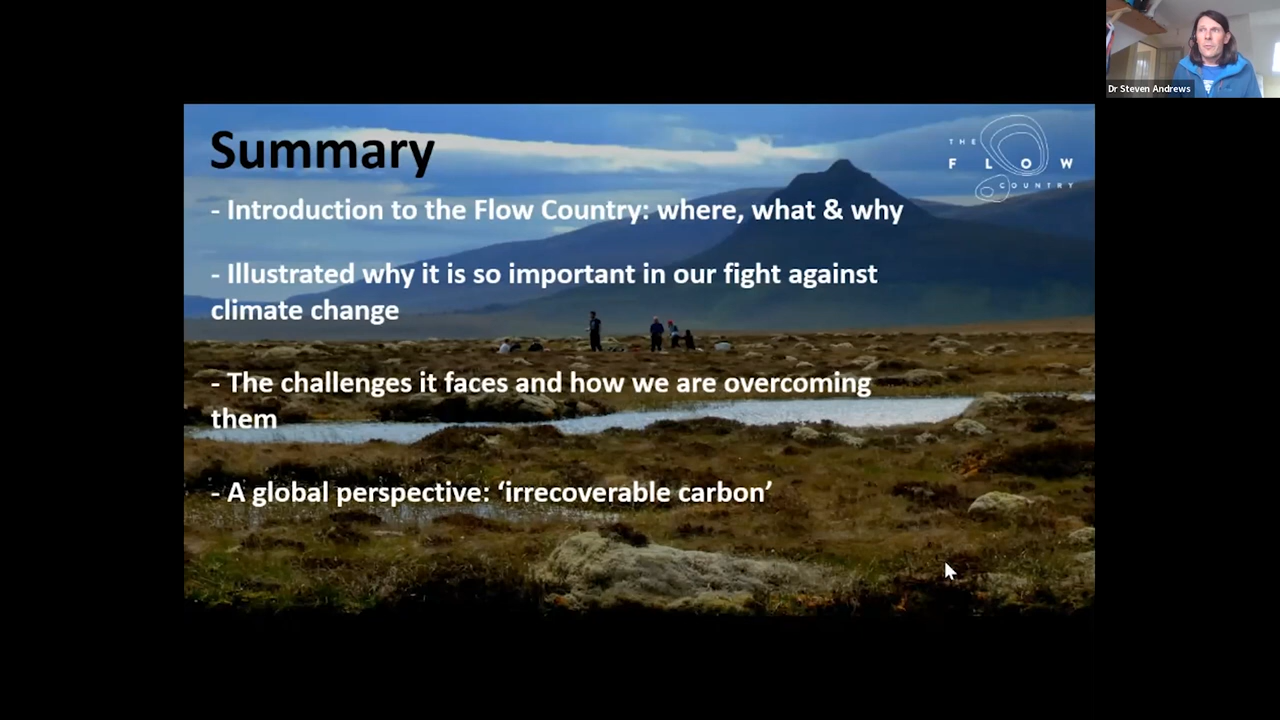 Dr Steven Andrews
Summary
THE
FLOW
COUNTRY
- Introduction to the Flow Country: where, what & why
- Illustrated why it is so important in our fight against
climate change
- The challenges it faces and how we are overcoming
them
- A global perspective: ‘irrecoverable carbon’